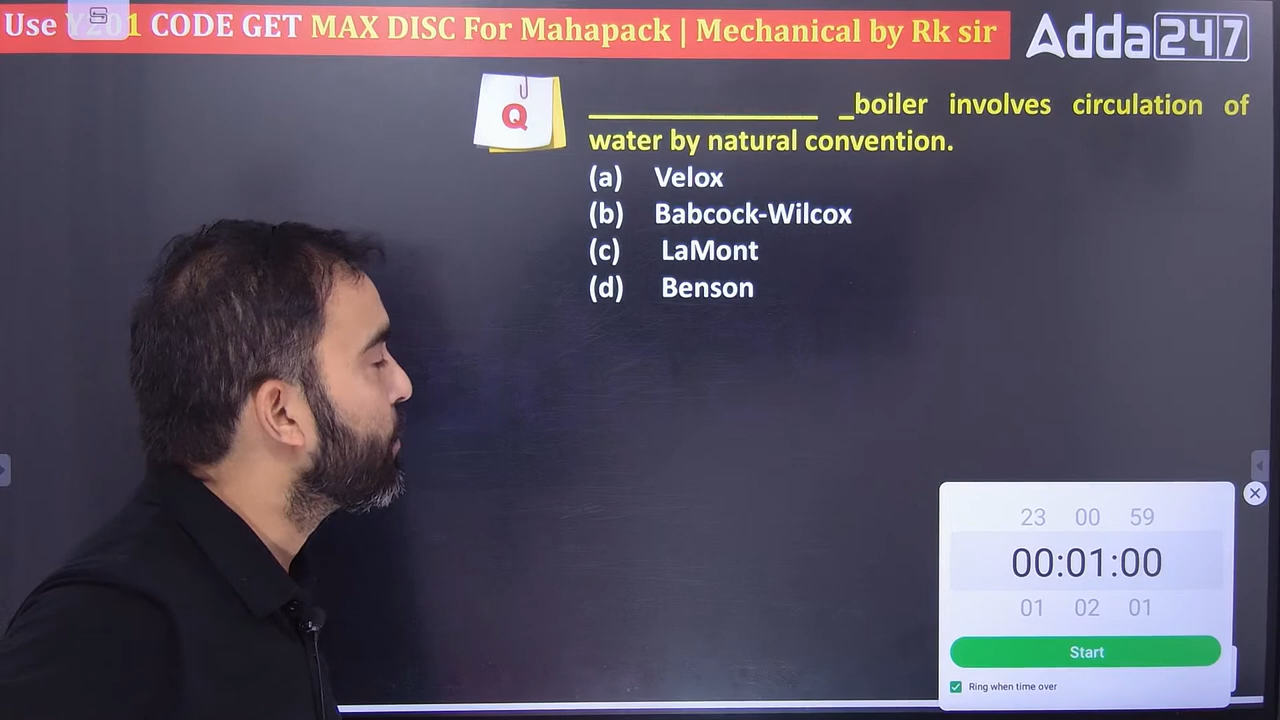 Use Y201 CODE GET MAX DISC For Mahapack | Mechanical by Rk sir
Adda247
Q
_______________ _boiler involves circulation of
water by natural convention.
(a) Velox
(b) Babcock-Wilcox
(c) LaMont
(d) Benson
23 00 59
00:01:00
01 02 01
Start
Ring when time over